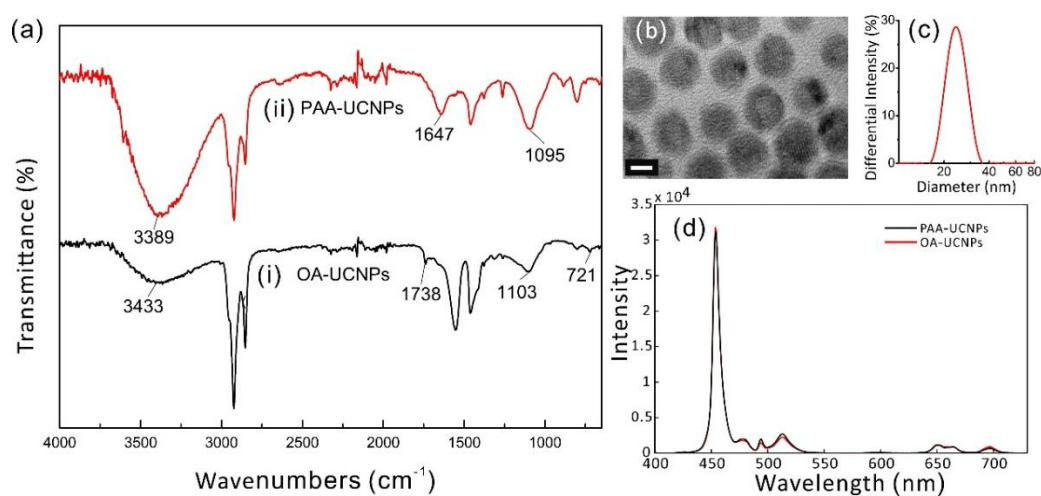 (a)
Transmittance (%)
(ii)
PAA-UCNPs
1647
1095
3389
(i)
OA-UCNPs
3433
1738
1103
721
4000
3500
3000
2500
2000
1500
1000
Wavenumbers (cm⁻¹)
(b)
(c)
Differential Intensity (%)
30
20
10
0
20
40
60
80
Diameter (nm)
(d)
3.5 x 10⁴
3
2.5
2
1.5
1
0.5
0
Intensity
PAA-UCNPs
OA-UCNPs
400
450
500
550
600
650
700
Wavelength (nm)